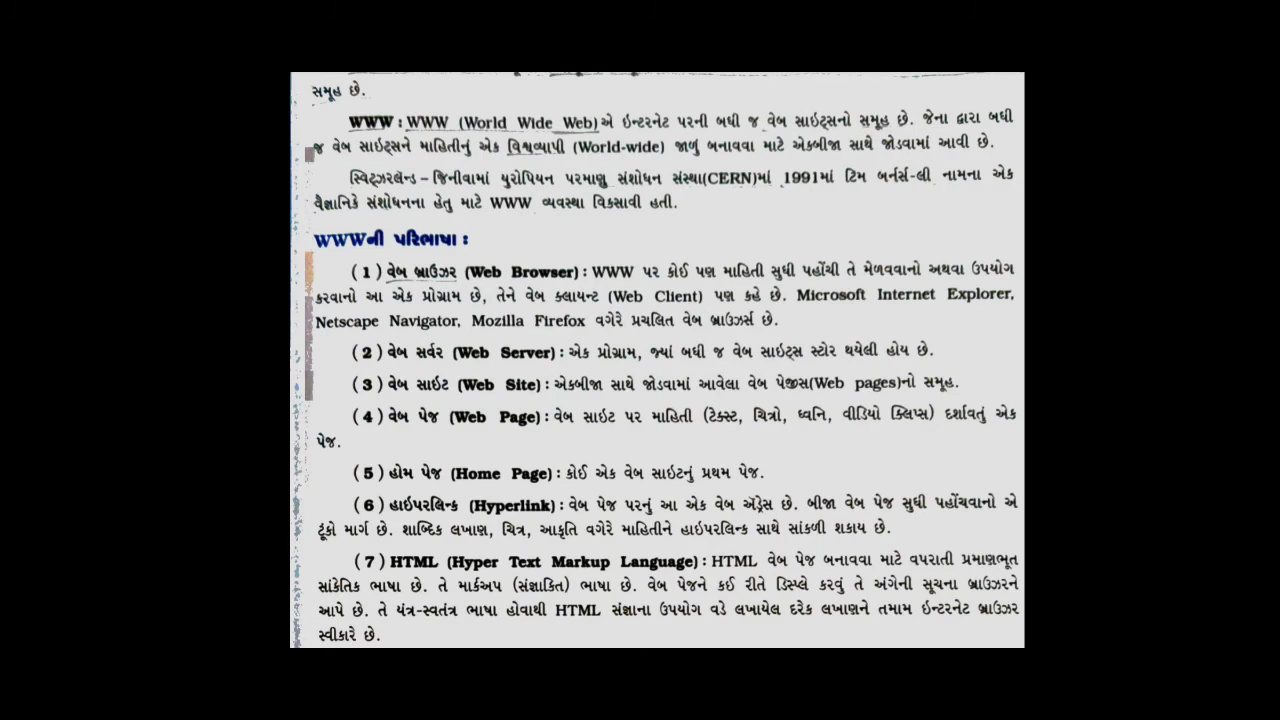 સમૂહ છે.
WWW : WWW (World Wide Web) એ ઇન્ટરનેટ પરની બધી જ વેબ સાઇટ્સનો સમૂહ છે. જેના દ્વારા બધી
જ વેબ સાઇટ્સને માહિતીનું એક વિશ્વવ્યાપી (World-wide) જાળું બનાવવા માટે એકબીજા સાથે જોડવામાં આવી છે.
સ્વિટ્ઝરલૅન્ડ – જિનીવામાં યુરોપિયન પરમાણુ સંશોધન સંસ્થા(CERN)માં 1991માં ટિમ બર્નર્સ-લી નામના એક
વૈજ્ઞાનિકે સંશોધનના હેતુ માટે WWW વ્યવસ્થા વિકસાવી હતી.
WWWની પરિભાષા :
( 1 ) વેબ બ્રાઉઝર (Web Browser) : WWW પર કોઈ પણ માહિતી સુધી પહોંચી તે મેળવવાનો અથવા ઉપયોગ
કરવાનો આ એક પ્રોગ્રામ છે, તેને વેબ ક્લાયન્ટ (Web Client) પણ કહે છે. Microsoft Internet Explorer,
Netscape Navigator, Mozilla Firefox વગેરે પ્રચલિત વેબ બ્રાઉઝર્સ છે.
( 2 ) વેબ સર્વર (Web Server) : એક પ્રોગ્રામ, જ્યાં બધી જ વેબ સાઇટ્સ સ્ટોર થયેલી હોય છે.
( 3 ) વેબ સાઇટ (Web Site) : એકબીજા સાથે જોડવામાં આવેલા વેબ પેજીસ(Web pages)નો સમૂહ.
( 4 ) વેબ પેજ (Web Page) : વેબ સાઇટ પર માહિતી (ટેક્સ્ટ, ચિત્રો, ધ્વનિ, વીડિયો ક્લિપ્સ) દર્શાવતું એક
પેજ.
( 5 ) હોમ પેજ (Home Page) : કોઈ એક વેબ સાઇટનું પ્રથમ પેજ.
( 6 ) હાઇપરલિન્ક (Hyperlink) : વેબ પેજ પરનું આ એક વેબ ઍડ્રેસ છે. બીજા વેબ પેજ સુધી પહોંચવાનો એ
ટૂંકો માર્ગ છે. શાબ્દિક લખાણ, ચિત્ર, આકૃતિ વગેરે માહિતીને હાઇપરલિન્ક સાથે સાંકળી શકાય છે.
( 7 ) HTML (Hyper Text Markup Language) : HTML વેબ પેજ બનાવવા માટે વપરાતી પ્રમાણભૂત
સાંકેતિક ભાષા છે. તે માર્કઅપ (સંજ્ઞાંકિત) ભાષા છે. વેબ પેજને કઈ રીતે ડિસ્પ્લે કરવું તે અંગેની સૂચના બ્રાઉઝરને
આપે છે. તે યંત્ર-સ્વતંત્ર ભાષા હોવાથી HTML સંજ્ઞાના ઉપયોગ વડે લખાયેલ દરેક લખાણને તમામ ઇન્ટરનેટ બ્રાઉઝર
સ્વીકારે છે.